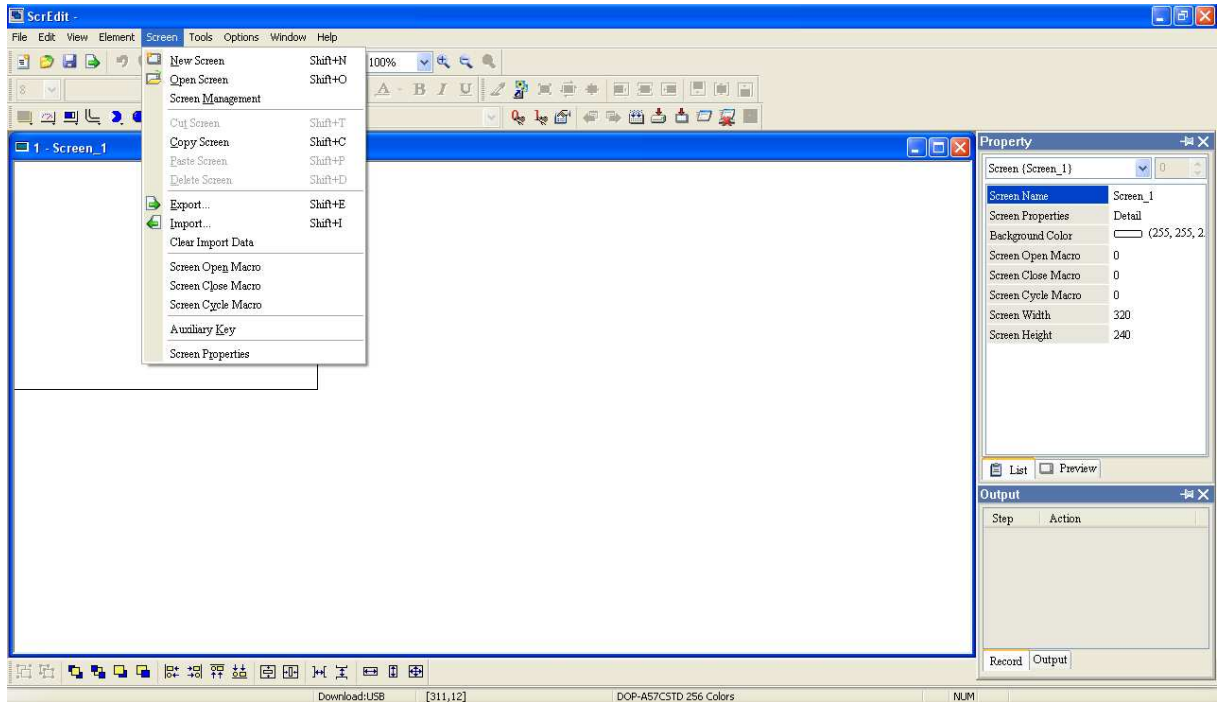 ScrEdit -
File Edit View Element Screen Tools Options Window Help
100%
8
A B I U
New Screen Shift+N
Open Screen Shift+O
Screen Management
Cut Screen Shift+T
Copy Screen Shift+C
Paste Screen Shift+P
Delete Screen Shift+D
Export... Shift+E
Import... Shift+I
Clear Import Data
Screen Open Macro
Screen Close Macro
Screen Cycle Macro
Auxiliary Key
Screen Properties
1 - Screen_1
Property
Screen {Screen_1} 0
Screen Name Screen_1
Screen Properties Detail
Background Color (255, 255, 2
Screen Open Macro 0
Screen Close Macro 0
Screen Cycle Macro 0
Screen Width 320
Screen Height 240
List Preview
Output
Step Action
Record Output
Download:USB [311,12] DOP-A57CSTD 256 Colors NUM